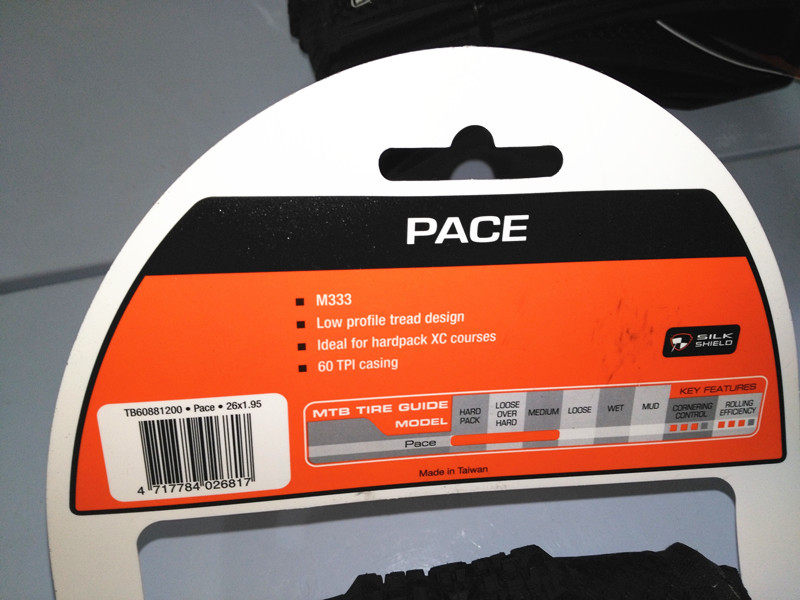 PACE
M333
Low profile tread design
Ideal for hardpack XC courses
60 TPI casing
SILK
SHIELD
TB60881200 • Pace • 26x1.95
4 717784 026817
KEY FEATURES
MTB TIRE GUIDE
MODEL
HARD
PACK
LOOSE
OVER
HARD
MEDIUM
LOOSE
WET
MUD
CORNERING
CONTROL
ROLLING
EFFICIENCY
Pace
Made in Taiwan